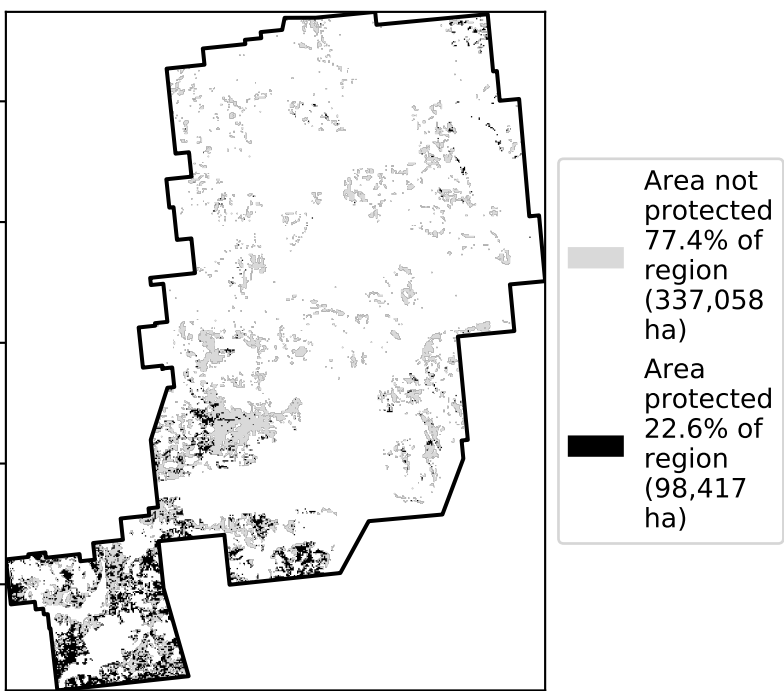 Area not
protected
77.4% of
region
(337,058
ha)
Area
protected
22.6% of
region
(98,417
ha)